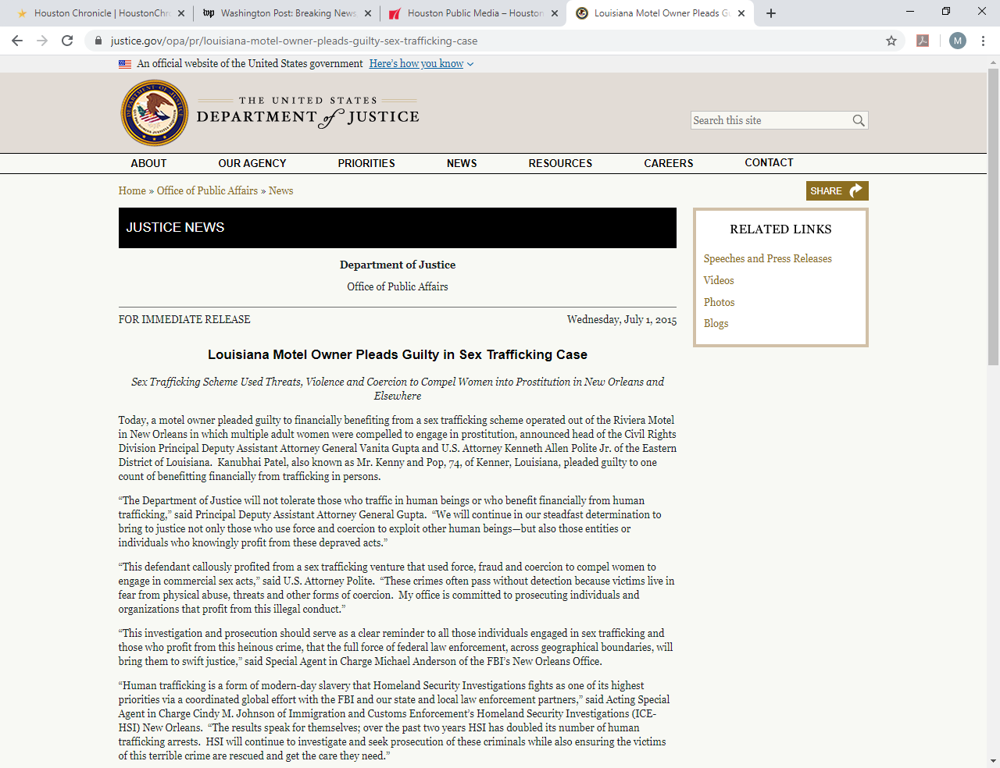 Houston Chronicle | HoustonChr
Washington Post: Breaking News,
Houston Public Media – Houston
Louisiana Motel Owner Pleads Gu
justice.gov/opa/pr/louisiana-motel-owner-pleads-guilty-sex-trafficking-case
M
An official website of the United States government Here's how you know
THE UNITED STATES
DEPARTMENT of JUSTICE
Search this site
ABOUT OUR AGENCY PRIORITIES NEWS RESOURCES CAREERS CONTACT
Home » Office of Public Affairs » News
SHARE
JUSTICE NEWS
Department of Justice
Office of Public Affairs
FOR IMMEDIATE RELEASE
Wednesday, July 1, 2015
Louisiana Motel Owner Pleads Guilty in Sex Trafficking Case
Sex Trafficking Scheme Used Threats, Violence and Coercion to Compel Women into Prostitution in New Orleans and
Elsewhere
Today, a motel owner pleaded guilty to financially benefiting from a sex trafficking scheme operated out of the Riviera Motel
in New Orleans in which multiple adult women were compelled to engage in prostitution, announced head of the Civil Rights
Division Principal Deputy Assistant Attorney General Vanita Gupta and U.S. Attorney Kenneth Allen Polite Jr. of the Eastern
District of Louisiana.  Kanubhai Patel, also known as Mr. Kenny and Pop, 74, of Kenner, Louisiana, pleaded guilty to one
count of benefitting financially from trafficking in persons.
“The Department of Justice will not tolerate those who traffic in human beings or who benefit financially from human
trafficking,” said Principal Deputy Assistant Attorney General Gupta.  “We will continue in our steadfast determination to
bring to justice not only those who use force and coercion to exploit other human beings—but also those entities or
individuals who knowingly profit from these depraved acts.”
“This defendant callously profited from a sex trafficking venture that used force, fraud and coercion to compel women to
engage in commercial sex acts,” said U.S. Attorney Polite.  “These crimes often pass without detection because victims live in
fear from physical abuse, threats and other forms of coercion.  My office is committed to prosecuting individuals and
organizations that profit from this illegal conduct.”
“This investigation and prosecution should serve as a clear reminder to all those individuals engaged in sex trafficking and
those who profit from this heinous crime, that the full force of federal law enforcement, across geographical boundaries, will
bring them to swift justice,” said Special Agent in Charge Michael Anderson of the FBI’s New Orleans Office.
“Human trafficking is a form of modern-day slavery that Homeland Security Investigations fights as one of its highest
priorities via a coordinated global effort with the FBI and our state and local law enforcement partners,” said Acting Special
Agent in Charge Cindy M. Johnson of Immigration and Customs Enforcement’s Homeland Security Investigations (ICE-
HSI) New Orleans.  “The results speak for themselves; over the past two years HSI has doubled its number of human
trafficking arrests.  HSI will continue to investigate and seek prosecution of these criminals while also ensuring the victims
of this terrible crime are rescued and get the care they need.”
RELATED LINKS
Speeches and Press Releases
Videos
Photos
Blogs